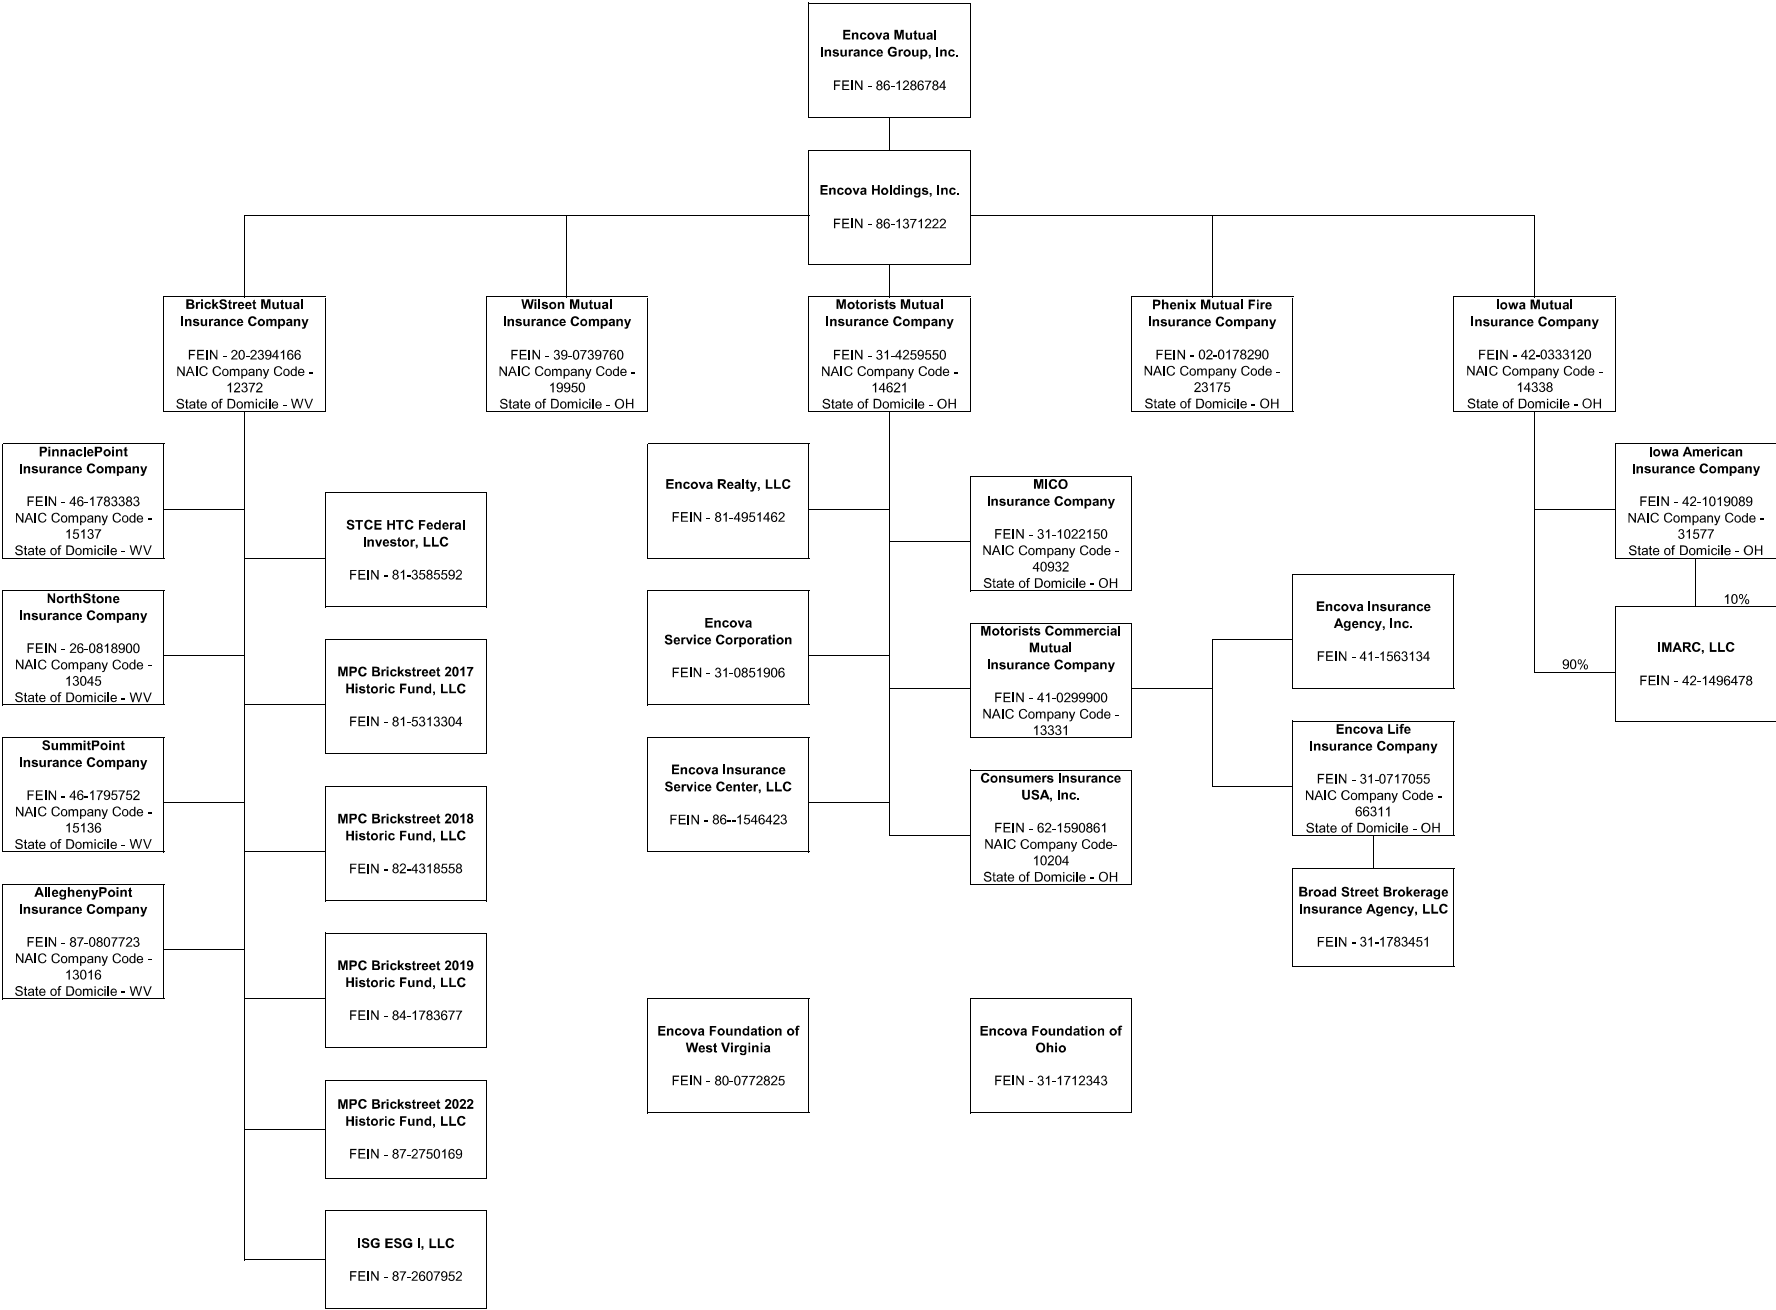 Encova Mutual
Insurance Group, Inc.
FEIN - 86-1286784
Encova Holdings, Inc.
FEIN - 86-1371222
BrickStreet Mutual
Insurance Company
FEIN - 20-2394166
NAIC Company Code -
12372
State of Domicile - WV
Wilson Mutual
Insurance Company
FEIN - 39-0739760
NAIC Company Code -
19950
State of Domicile - OH
Motorists Mutual
Insurance Company
FEIN - 31-4259550
NAIC Company Code -
14621
State of Domicile - OH
Phenix Mutual Fire
Insurance Company
FEIN - 02-0178290
NAIC Company Code -
23175
State of Domicile - OH
Iowa Mutual
Insurance Company
FEIN - 42-0333120
NAIC Company Code -
14338
State of Domicile - OH
PinnaclePoint
Insurance Company
FEIN - 46-1783383
NAIC Company Code -
15137
State of Domicile - WV
NorthStone
Insurance Company
FEIN - 26-0818900
NAIC Company Code -
13045
State of Domicile - WV
SummitPoint
Insurance Company
FEIN - 46-1795752
NAIC Company Code -
15136
State of Domicile - WV
AlleghenyPoint
Insurance Company
FEIN - 87-0807723
NAIC Company Code -
13016
State of Domicile - WV
STCE HTC Federal
Investor, LLC
FEIN - 81-3585592
MPC Brickstreet 2017
Historic Fund, LLC
FEIN - 81-5313304
MPC Brickstreet 2018
Historic Fund, LLC
FEIN - 82-4318558
MPC Brickstreet 2019
Historic Fund, LLC
FEIN - 84-1783677
MPC Brickstreet 2022
Historic Fund, LLC
FEIN - 87-2750169
ISG ESG I, LLC
FEIN - 87-2607952
Encova Realty, LLC
FEIN - 81-4951462
Encova
Service Corporation
FEIN - 31-0851906
Encova Insurance
Service Center, LLC
FEIN - 86--1546423
MICO
Insurance Company
FEIN - 31-1022150
NAIC Company Code -
40932
State of Domicile - OH
Motorists Commercial
Mutual
Insurance Company
FEIN - 41-0299900
NAIC Company Code -
13331
Consumers Insurance
USA, Inc.
FEIN - 62-1590861
NAIC Company Code-
10204
State of Domicile - OH
Encova Insurance
Agency, Inc.
FEIN - 41-1563134
Encova Life
Insurance Company
FEIN - 31-0717055
NAIC Company Code -
66311
State of Domicile - OH
Broad Street Brokerage
Insurance Agency, LLC
FEIN - 31-1783451
Iowa American
Insurance Company
FEIN - 42-1019089
NAIC Company Code -
31577
State of Domicile - OH
10%
90%
IMARC, LLC
FEIN - 42-1496478
Encova Foundation of
West Virginia
FEIN - 80-0772825
Encova Foundation of
Ohio
FEIN - 31-1712343